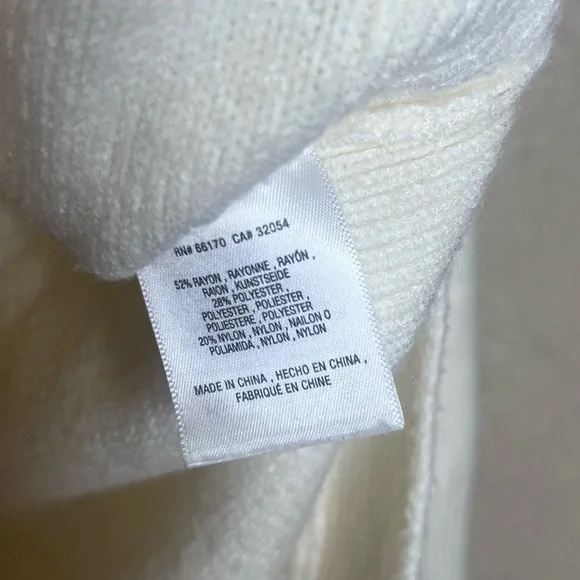 RN# 66170 CA# 32054
52% RAYON , RAYONNE , RAYÓN ,
RAION , KUNSTSEIDE
28% POLYESTER ,
POLYESTER , POLIESTER ,
POLIESTERE , POLYESTER
20% NYLON , NYLON , NAILON O
POLIAMIDA , NYLON , NYLON
MADE IN CHINA , HECHO EN CHINA ,
FABRIQUÉ EN CHINE